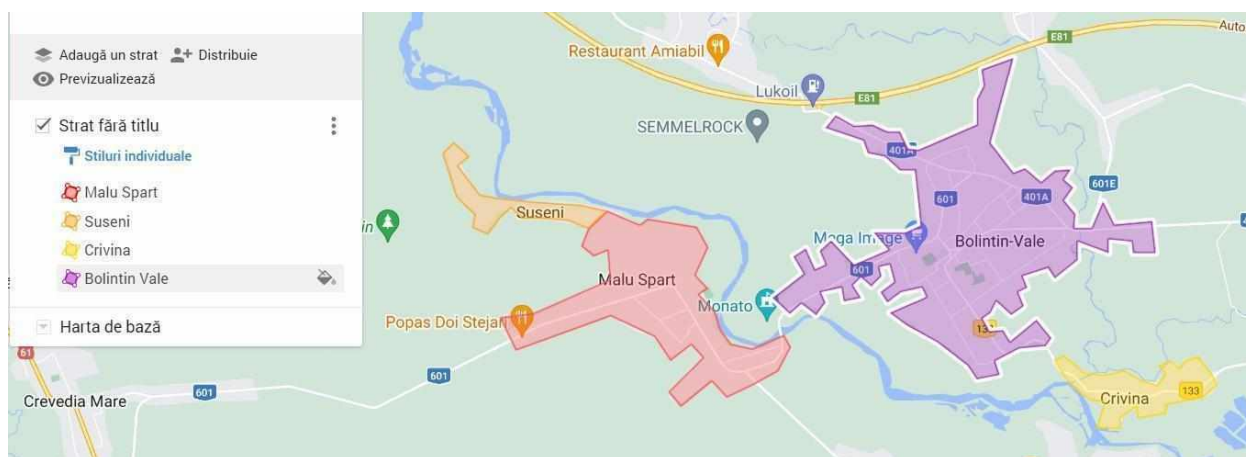 Adaugă un strat
Distribuie
Previzualizează
Strat fără titlu
Stiluri individuale
Malu Spart
Suseni
Crivina
Bolintin Vale
Harta de bază
Restaurant Amiabil
E81
Auto
Lukoil
E81
SEMMELROCK
401A
601E
601
401A
Suseni
in
Mega Image
Bolintin-Vale
Malu Spart
601
Monato
Popas Doi Stejari
61
601
601
Crevedia Mare
Crivina
133